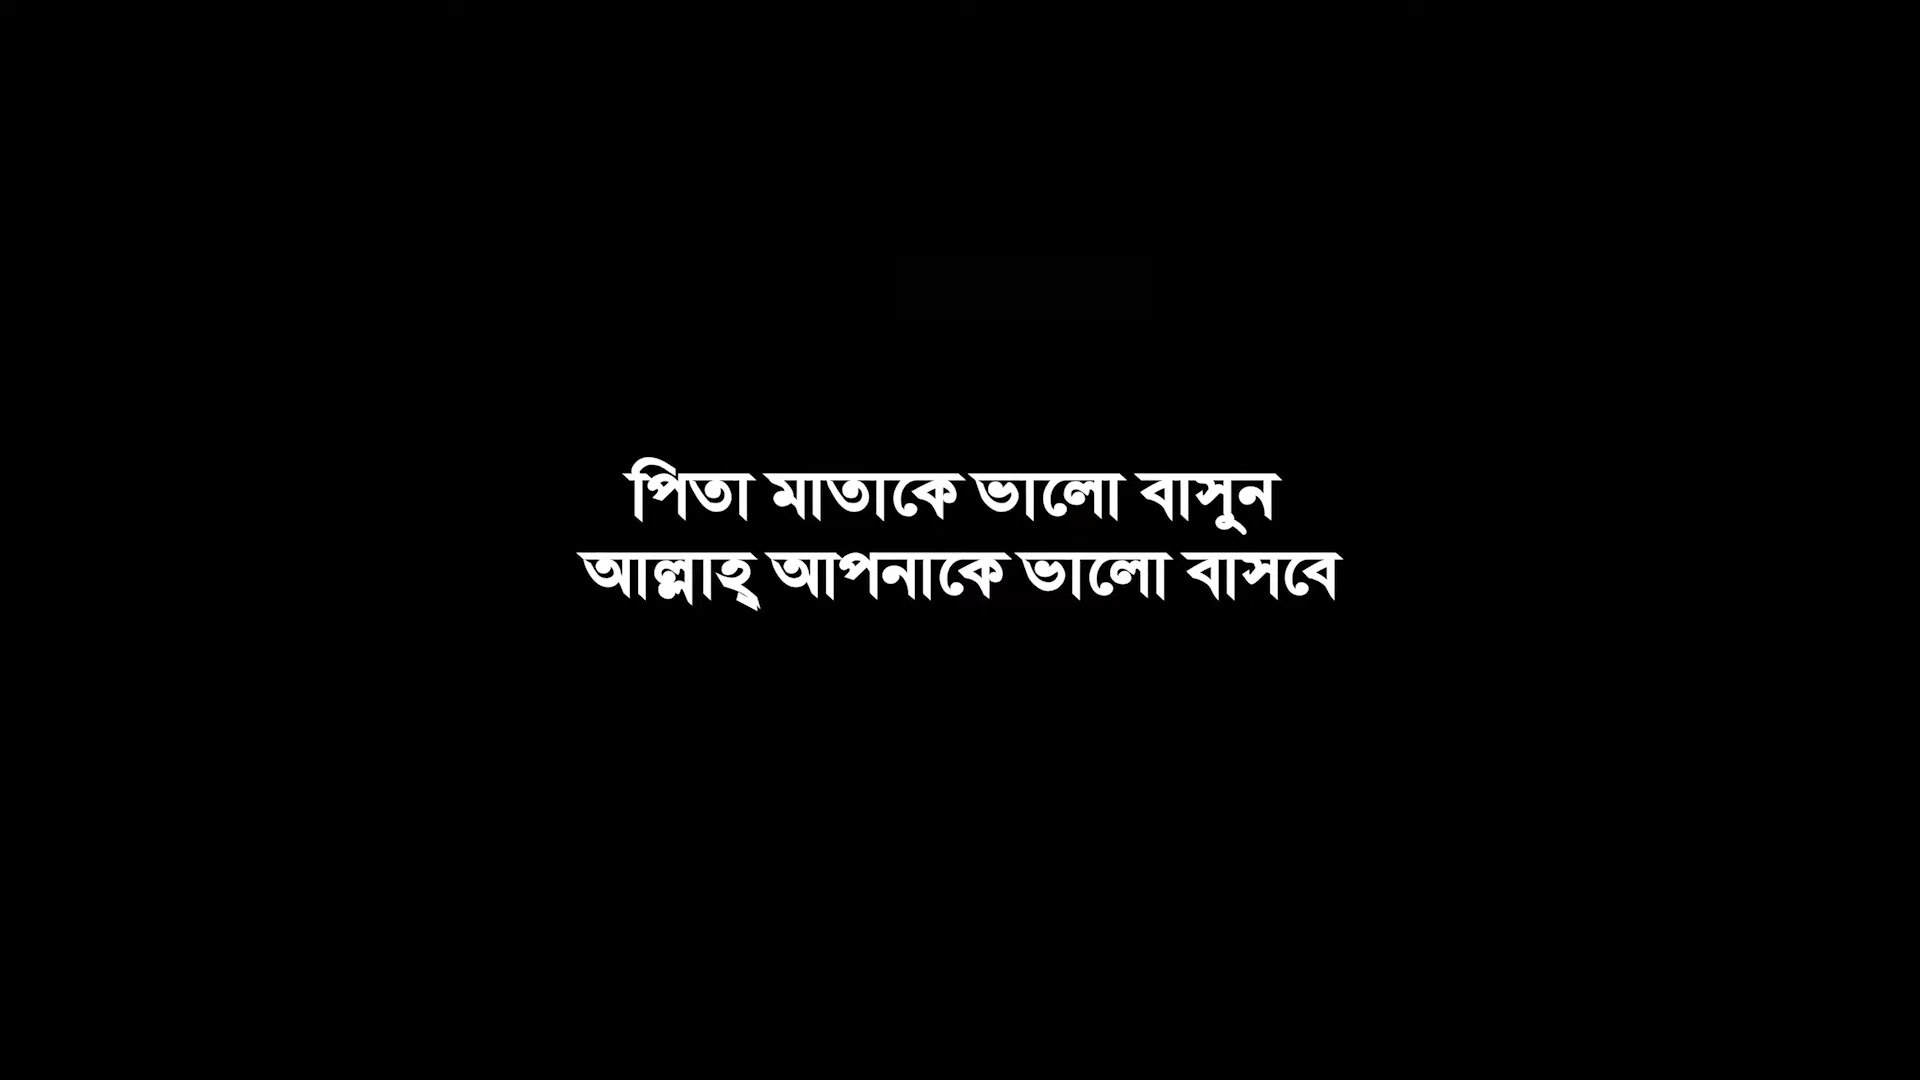 পিতা মাতাকে ভালো বাসুন
আল্লাহ্ আপনাকে ভালো বাসবে